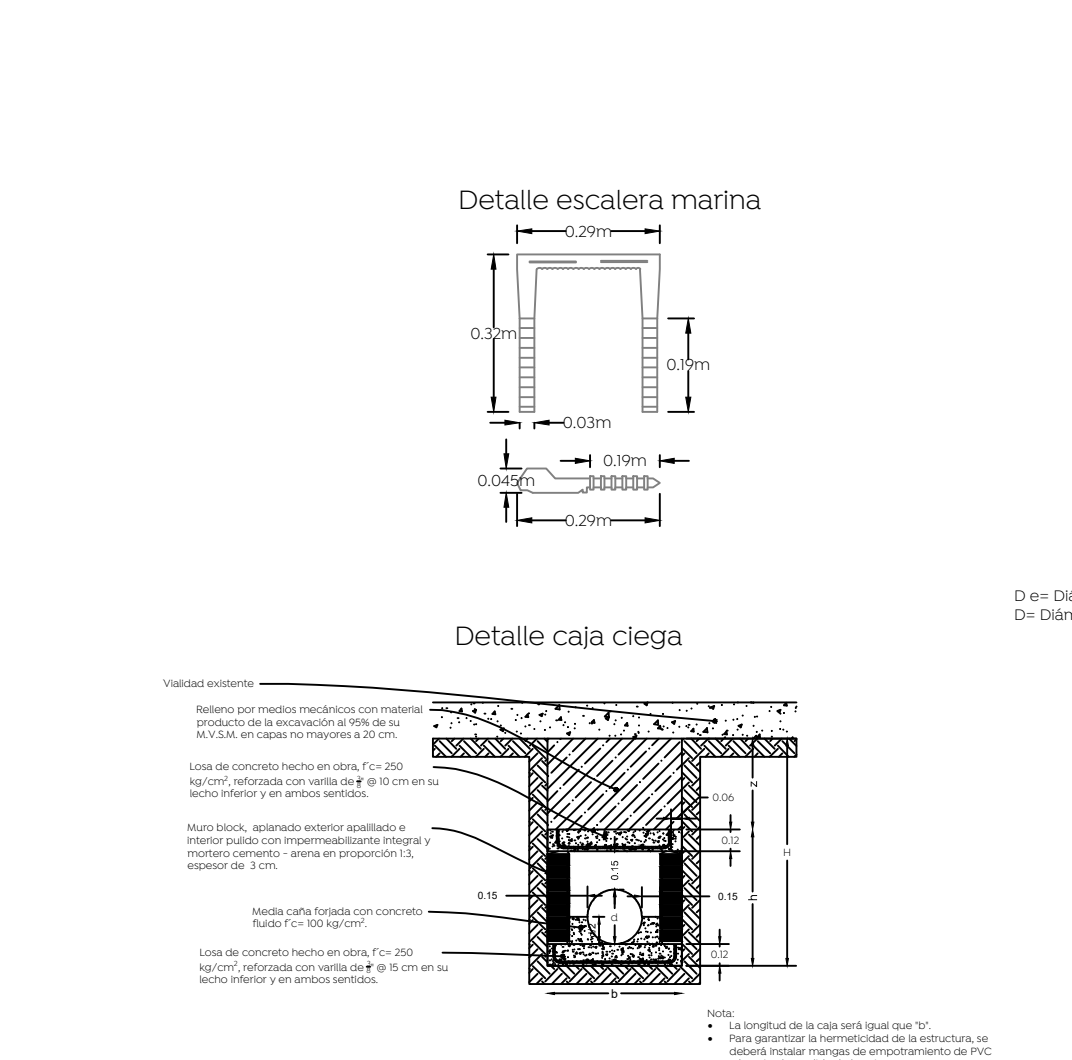 Detalle escalera marina
0.29m
0.32m
0.19m
0.03m
0.19m
0.045m
0.29m
D e= Diá
D= Diám
Detalle caja ciega
Vialidad existente
Relleno por medios mecánicos con material
producto de la excavación al 95% de su
M.V.S.M. en capas no mayores a 20 cm.
Losa de concreto hecho en obra, f´c= 250
kg/cm², reforzada con varilla de 3/8" @ 10 cm en su
lecho inferior y en ambos sentidos.
Muro block, aplanado exterior apalillado e
interior pulido con impermeabilizante integral y
mortero cemento - arena en proporción 1:3,
espesor de 3 cm.
Media caña forjada con concreto
fluido f´c= 100 kg/cm².
Losa de concreto hecho en obra, f´c= 250
kg/cm², reforzada con varilla de 3/8" @ 15 cm en su
lecho inferior y en ambos sentidos.
z
0.06
0.12
H
0.15
0.15
0.15
h
d
0.12
b
Nota:
• La longitud de la caja será igual que "b".
• Para garantizar la hermeticidad de la estructura, se
deberá instalar mangas de empotramiento de PVC